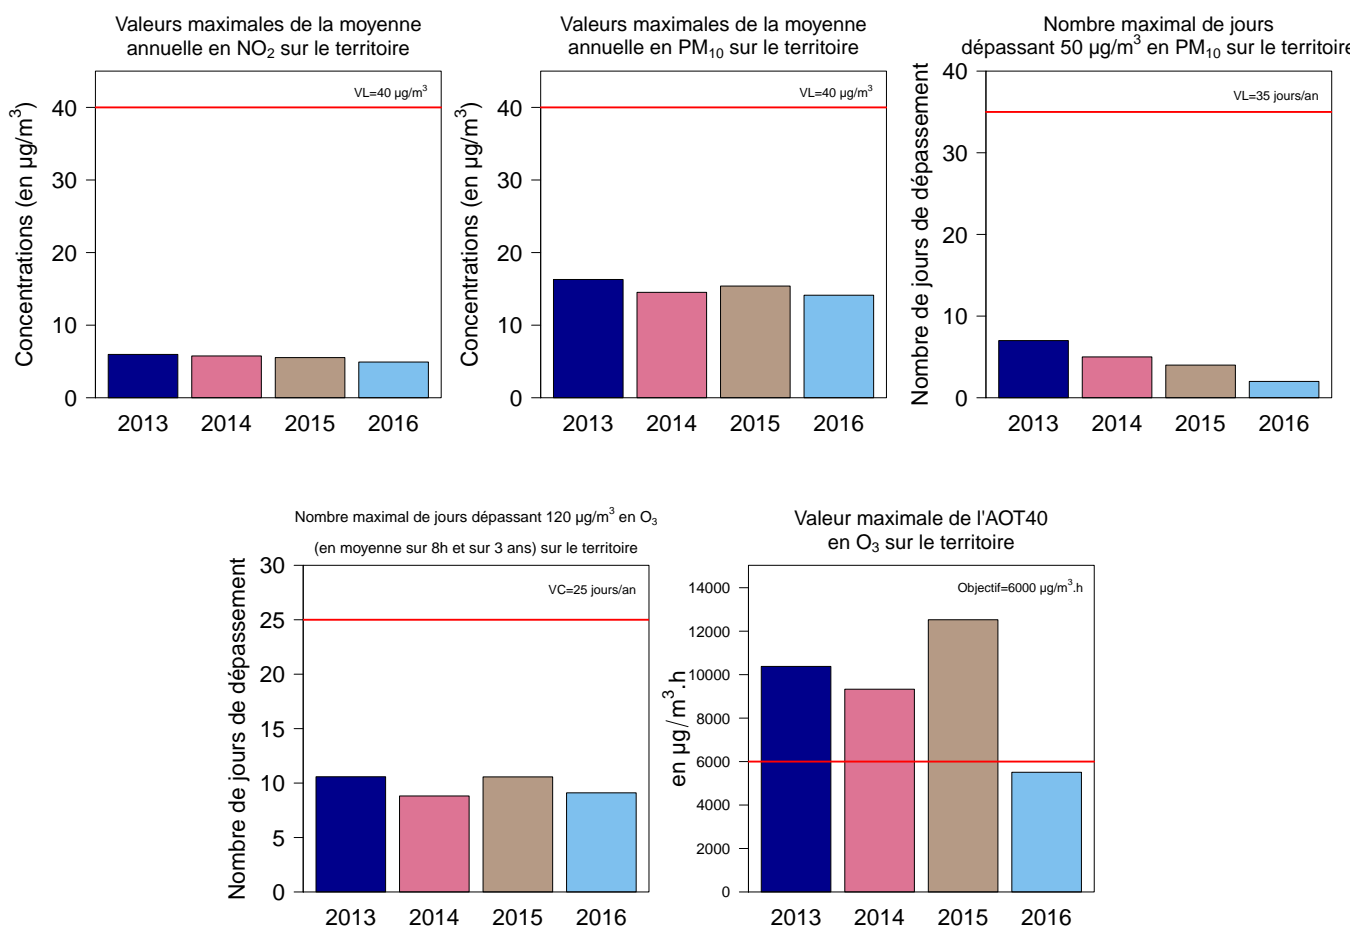 Valeurs maximales de la moyenne
annuelle en NO₂ sur le territoire
Concentrations (en µg/m³)
VL=40 µg/m³
40
30
20
10
0
2013 2014 2015 2016
Valeurs maximales de la moyenne
annuelle en PM₁₀ sur le territoire
Concentrations (en µg/m³)
VL=40 µg/m³
40
30
20
10
0
2013 2014 2015 2016
Nombre maximal de jours
dépassant 50 µg/m³ en PM₁₀ sur le territoire
Nombre de jours de dépassement
VL=35 jours/an
40
30
20
10
0
2013 2014 2015 2016
Nombre maximal de jours dépassant 120 µg/m³ en O₃
(en moyenne sur 8h et sur 3 ans) sur le territoire
Nombre de jours de dépassement
VC=25 jours/an
30
25
20
15
10
5
0
2013 2014 2015 2016
Valeur maximale de l'AOT40
en O₃ sur le territoire
en µg/m³.h
Objectif=6000 µg/m³.h
14000
12000
10000
8000
6000
4000
2000
0
2013 2014 2015 2016